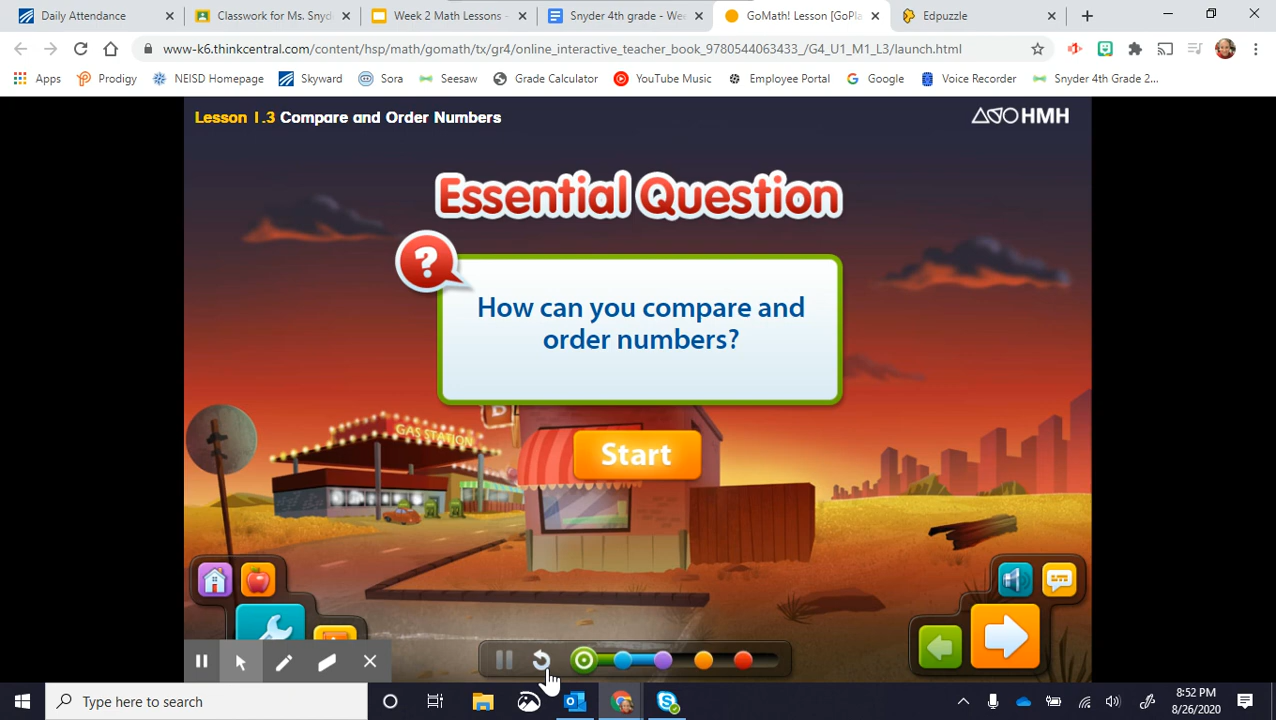 Daily Attendance
Classwork for Ms. Snyd
Week 2 Math Lessons -
Snyder 4th grade - Wee
GoMath! Lesson [GoPla
Edpuzzle
www-k6.thinkcentral.com/content/hsp/math/gomath/tx/gr4/online_interactive_teacher_book_9780544063433_/G4_U1_M1_L3/launch.html
Apps
Prodigy
NEISD Homepage
Skyward
Sora
Seesaw
Grade Calculator
YouTube Music
Employee Portal
Google
Voice Recorder
Snyder 4th Grade 2...
Lesson 1.3 Compare and Order Numbers
HMH
Essential Question
?
How can you compare and
order numbers?
Start
GAS STATION
Type here to search
8:52 PM
8/26/2020